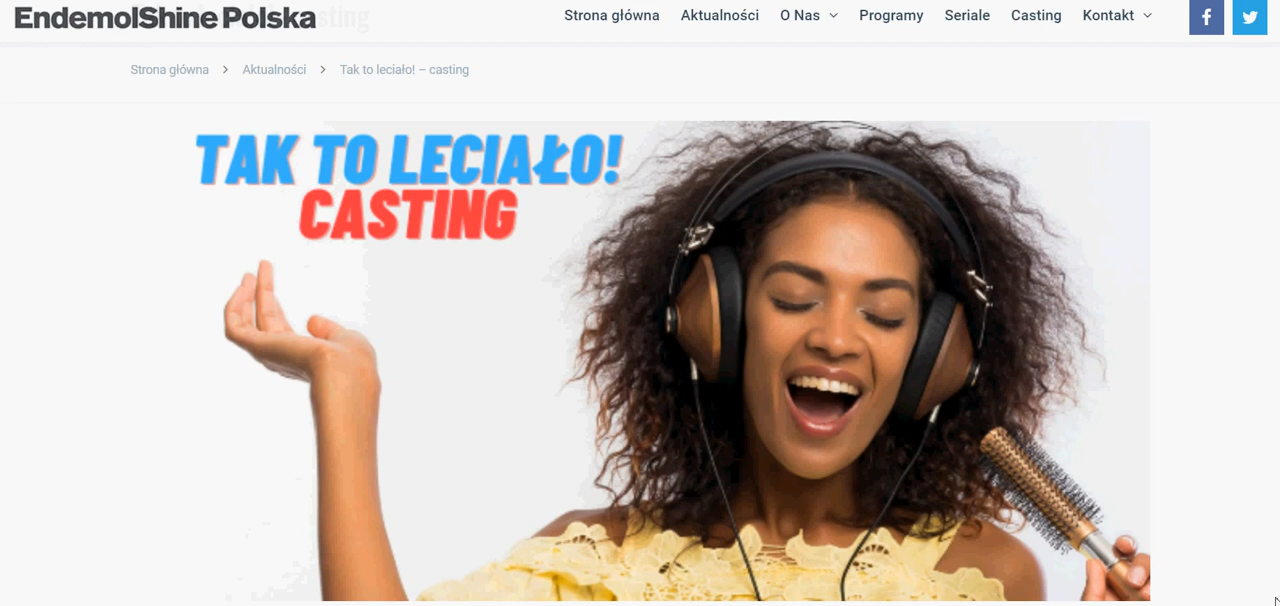 EndemolShine Polska
Strona główna Aktualności O Nas Programy Seriale Casting Kontakt
Strona główna > Aktualności > Tak to leciało! – casting
TAK TO LECIAŁO!
CASTING